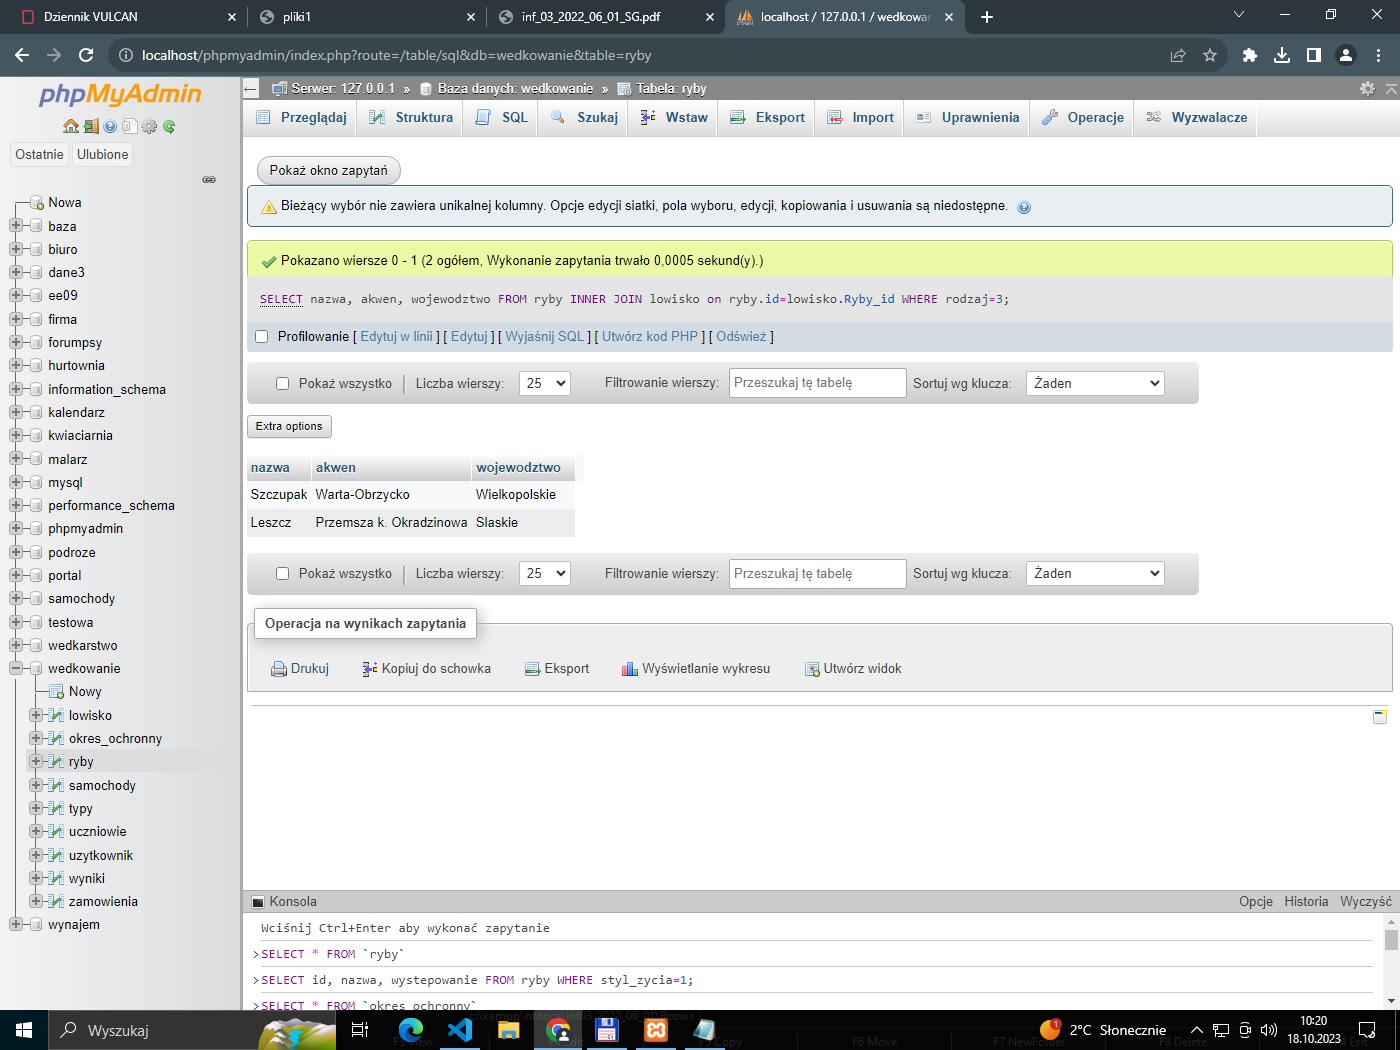 Dziennik VULCAN
pliki1
inf_03_2022_06_01_SG.pdf
localhost / 127.0.0.1 / wedkowan
localhost/phpmyadmin/index.php?route=/table/sql&db=wedkowanie&table=ryby
phpMyAdmin
Ostatnie
Ulubione
Nowa
baza
biuro
dane3
ee09
firma
forumpsy
hurtownia
information_schema
kalendarz
kwiaciarnia
malarz
mysql
performance_schema
phpmyadmin
podroze
portal
samochody
testowa
wedkarstwo
wedkowanie
Nowy
lowisko
okres_ochronny
ryby
samochody
typy
uczniowie
uzytkownik
wyniki
zamowienia
wynajem
Serwer: 127.0.0.1 » Baza danych: wedkowanie » Tabela: ryby
Przeglądaj Struktura SQL Szukaj Wstaw Eksport Import Uprawnienia Operacje Wyzwalacze
Pokaż okno zapytań
Bieżący wybór nie zawiera unikalnej kolumny. Opcje edycji siatki, pola wyboru, edycji, kopiowania i usuwania są niedostępne.
Pokazano wiersze 0 - 1 (2 ogółem, Wykonanie zapytania trwało 0,0005 sekund(y).)
SELECT nazwa, akwen, wojewodztwo FROM ryby INNER JOIN lowisko on ryby.id=lowisko.Ryby_id WHERE rodzaj=3;
Profilowanie [ Edytuj w linii ] [ Edytuj ] [ Wyjaśnij SQL ] [ Utwórz kod PHP ] [ Odśwież ]
Pokaż wszystko Liczba wierszy: 25 Filtrowanie wierszy: Przeszukaj tę tabelę Sortuj wg klucza: Żaden
Extra options
nazwa akwen wojewodztwo
Szczupak Warta-Obrzycko Wielkopolskie
Leszcz Przemsza k. Okradzinowa Slaskie
Pokaż wszystko Liczba wierszy: 25 Filtrowanie wierszy: Przeszukaj tę tabelę Sortuj wg klucza: Żaden
Operacja na wynikach zapytania
Drukuj Kopiuj do schowka Eksport Wyświetlanie wykresu Utwórz widok
Konsola Opcje Historia Wyczyść
Wciśnij Ctrl+Enter aby wykonać zapytanie
>SELECT * FROM `ryby`
>SELECT id, nazwa, wystepowanie FROM ryby WHERE styl_zycia=1;
>SELECT * FROM `okres_ochronny`
Wyszukaj
1
2°C Słonecznie
10:20
18.10.2023
F6 Move F7 NewFolder F8 Delete